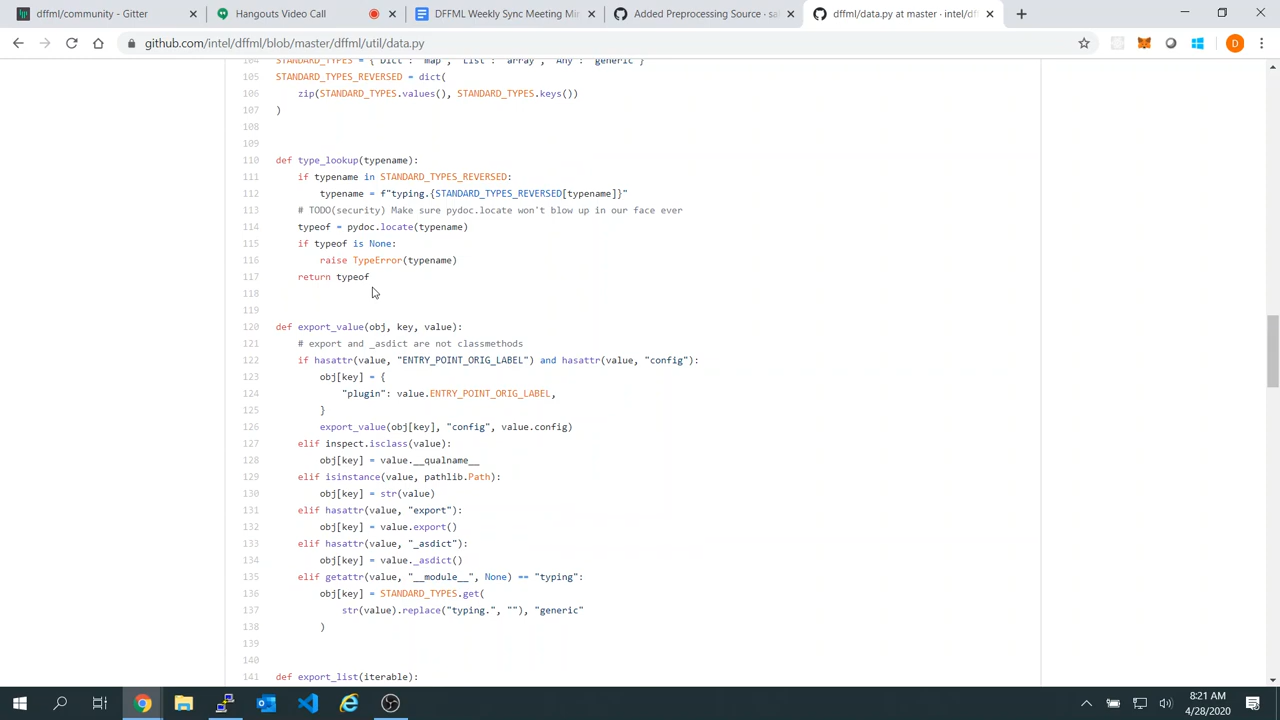 dffml/community - Gitter
Hangouts Video Call
DFFML Weekly Sync Meeting Min
Added Preprocessing Source · sa
dffml/data.py at master · intel/df
github.com/intel/dffml/blob/master/dffml/util/data.py
D
104 STANDARD_TYPES = {"Dict": "map", "List": "array", "Any": "generic"}
105 STANDARD_TYPES_REVERSED = dict(
106 zip(STANDARD_TYPES.values(), STANDARD_TYPES.keys())
107 )
108
109
110 def type_lookup(typename):
111 if typename in STANDARD_TYPES_REVERSED:
112 typename = f"typing.{STANDARD_TYPES_REVERSED[typename]}"
113 # TODO(security) Make sure pydoc.locate won't blow up in our face ever
114 typeof = pydoc.locate(typename)
115 if typeof is None:
116 raise TypeError(typename)
117 return typeof
118
119
120 def export_value(obj, key, value):
121 # export and _asdict are not classmethods
122 if hasattr(value, "ENTRY_POINT_ORIG_LABEL") and hasattr(value, "config"):
123 obj[key] = {
124 "plugin": value.ENTRY_POINT_ORIG_LABEL,
125 }
126 export_value(obj[key], "config", value.config)
127 elif inspect.isclass(value):
128 obj[key] = value.__qualname__
129 elif isinstance(value, pathlib.Path):
130 obj[key] = str(value)
131 elif hasattr(value, "export"):
132 obj[key] = value.export()
133 elif hasattr(value, "_asdict"):
134 obj[key] = value._asdict()
135 elif getattr(value, "__module__", None) == "typing":
136 obj[key] = STANDARD_TYPES.get(
137 str(value).replace("typing.", ""), "generic"
138 )
139
140
141 def export_list(iterable):
8:21 AM
4/28/2020